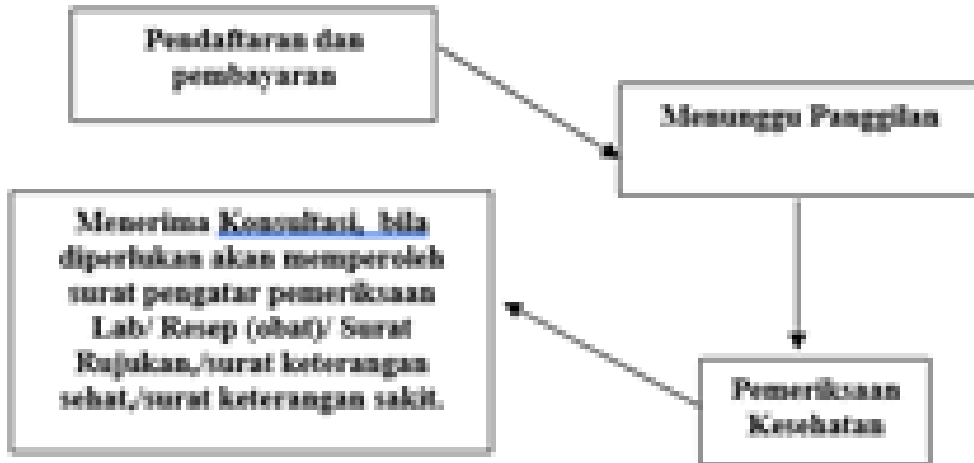 Pendaftaran dan
pembayaran
Menunggu Panggilan
Pemeriksaan
Kesehatan
Menerima Konsultasi, bila
diperlukan akan memperoleh
surat pengatar pemeriksaan
Lab/ Resep (obat)/ Surat
Rujukan,/surat keterangan
sehat,/surat keterangan sakit.